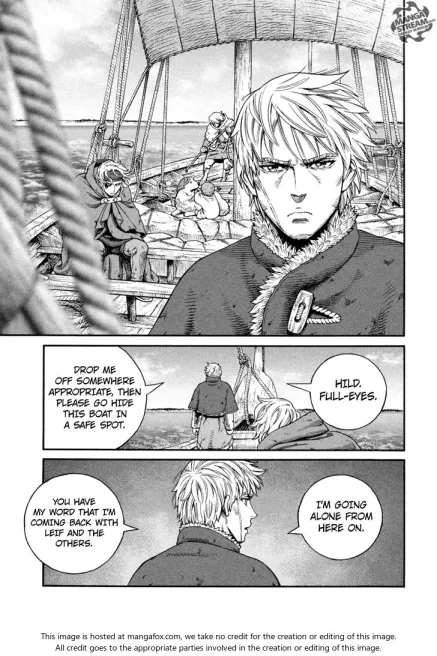 MANGA
STREAM
HILD.
FULL-EYES.
DROP ME
OFF SOMEWHERE
APPROPRIATE, THEN
PLEASE GO HIDE
THIS BOAT IN
A SAFE SPOT.
I'M GOING
ALONE FROM
HERE ON.
YOU HAVE
MY WORD THAT I'M
COMING BACK WITH
LEIF AND THE
OTHERS.
This image is hosted at mangafox.com, we take no credit for the creation or editing of this image.
All credit goes to the appropriate parties involved in the creation or editing of this image.